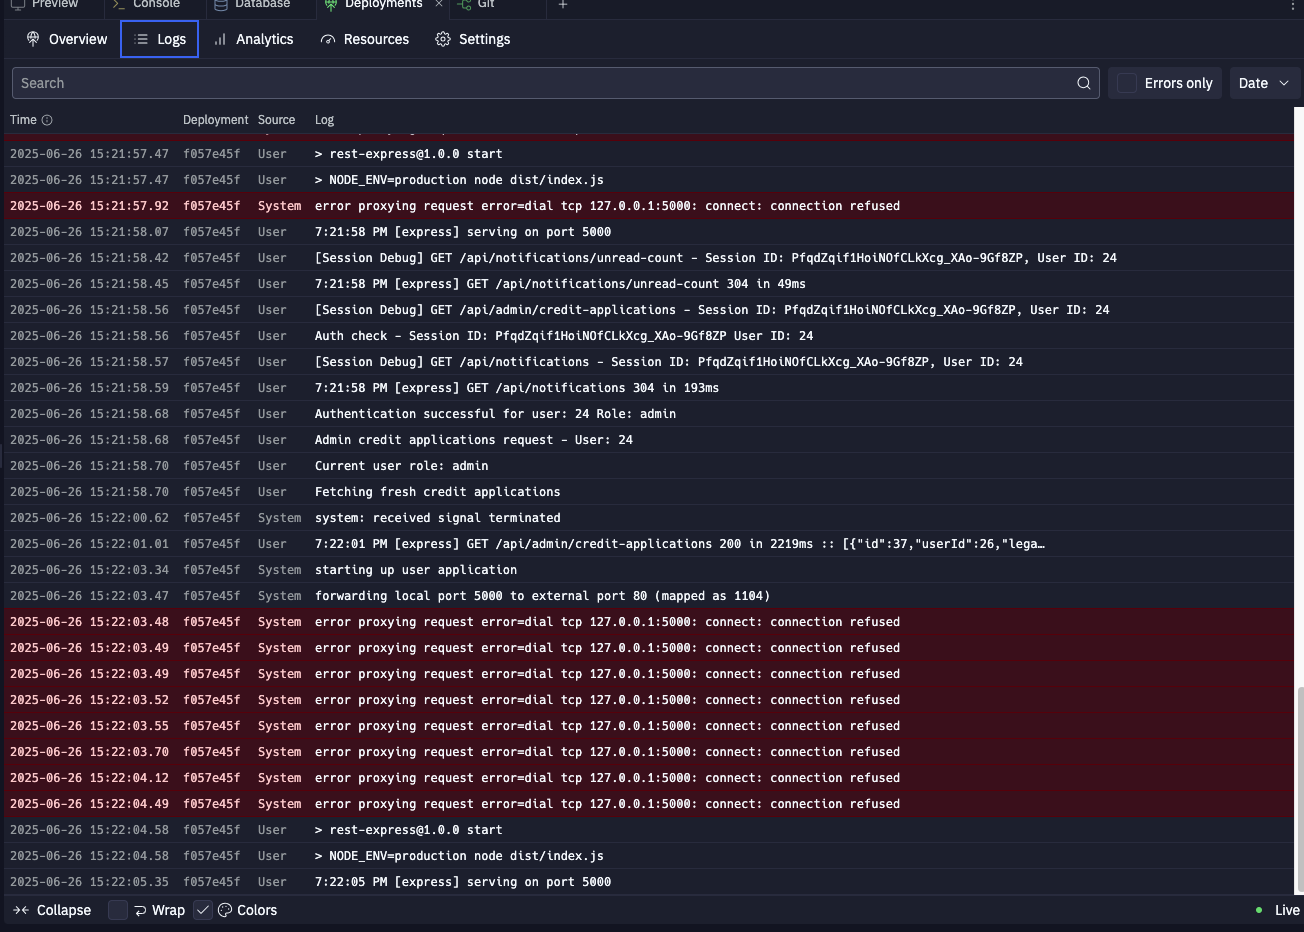 Preview Console Database Deployments Git
Overview Logs Analytics Resources Settings
Search Errors only Date
Time Deployment Source Log
2025-06-26 15:21:57.47 f057e45f User > rest-express@1.0.0 start
2025-06-26 15:21:57.47 f057e45f User > NODE_ENV=production node dist/index.js
2025-06-26 15:21:57.92 f057e45f System error proxying request error=dial tcp 127.0.0.1:5000: connect: connection refused
2025-06-26 15:21:58.07 f057e45f User 7:21:58 PM [express] serving on port 5000
2025-06-26 15:21:58.42 f057e45f User [Session Debug] GET /api/notifications/unread-count - Session ID: PfqdZqif1HoiNOfCLkXcg_XAo-9Gf8ZP, User ID: 24
2025-06-26 15:21:58.45 f057e45f User 7:21:58 PM [express] GET /api/notifications/unread-count 304 in 49ms
2025-06-26 15:21:58.56 f057e45f User [Session Debug] GET /api/admin/credit-applications - Session ID: PfqdZqif1HoiNOfCLkXcg_XAo-9Gf8ZP, User ID: 24
2025-06-26 15:21:58.56 f057e45f User Auth check - Session ID: PfqdZqif1HoiNOfCLkXcg_XAo-9Gf8ZP User ID: 24
2025-06-26 15:21:58.57 f057e45f User [Session Debug] GET /api/notifications - Session ID: PfqdZqif1HoiNOfCLkXcg_XAo-9Gf8ZP, User ID: 24
2025-06-26 15:21:58.59 f057e45f User 7:21:58 PM [express] GET /api/notifications 304 in 193ms
2025-06-26 15:21:58.68 f057e45f User Authentication successful for user: 24 Role: admin
2025-06-26 15:21:58.68 f057e45f User Admin credit applications request - User: 24
2025-06-26 15:21:58.70 f057e45f User Current user role: admin
2025-06-26 15:21:58.70 f057e45f User Fetching fresh credit applications
2025-06-26 15:22:00.62 f057e45f System system: received signal terminated
2025-06-26 15:22:01.01 f057e45f User 7:22:01 PM [express] GET /api/admin/credit-applications 200 in 2219ms :: [{"id":37,"userId":26,"lega…
2025-06-26 15:22:03.34 f057e45f System starting up user application
2025-06-26 15:22:03.47 f057e45f System forwarding local port 5000 to external port 80 (mapped as 1104)
2025-06-26 15:22:03.48 f057e45f System error proxying request error=dial tcp 127.0.0.1:5000: connect: connection refused
2025-06-26 15:22:03.49 f057e45f System error proxying request error=dial tcp 127.0.0.1:5000: connect: connection refused
2025-06-26 15:22:03.49 f057e45f System error proxying request error=dial tcp 127.0.0.1:5000: connect: connection refused
2025-06-26 15:22:03.52 f057e45f System error proxying request error=dial tcp 127.0.0.1:5000: connect: connection refused
2025-06-26 15:22:03.55 f057e45f System error proxying request error=dial tcp 127.0.0.1:5000: connect: connection refused
2025-06-26 15:22:03.70 f057e45f System error proxying request error=dial tcp 127.0.0.1:5000: connect: connection refused
2025-06-26 15:22:04.12 f057e45f System error proxying request error=dial tcp 127.0.0.1:5000: connect: connection refused
2025-06-26 15:22:04.49 f057e45f System error proxying request error=dial tcp 127.0.0.1:5000: connect: connection refused
2025-06-26 15:22:04.58 f057e45f User > rest-express@1.0.0 start
2025-06-26 15:22:04.58 f057e45f User > NODE_ENV=production node dist/index.js
2025-06-26 15:22:05.35 f057e45f User 7:22:05 PM [express] serving on port 5000
Collapse Wrap Colors Live